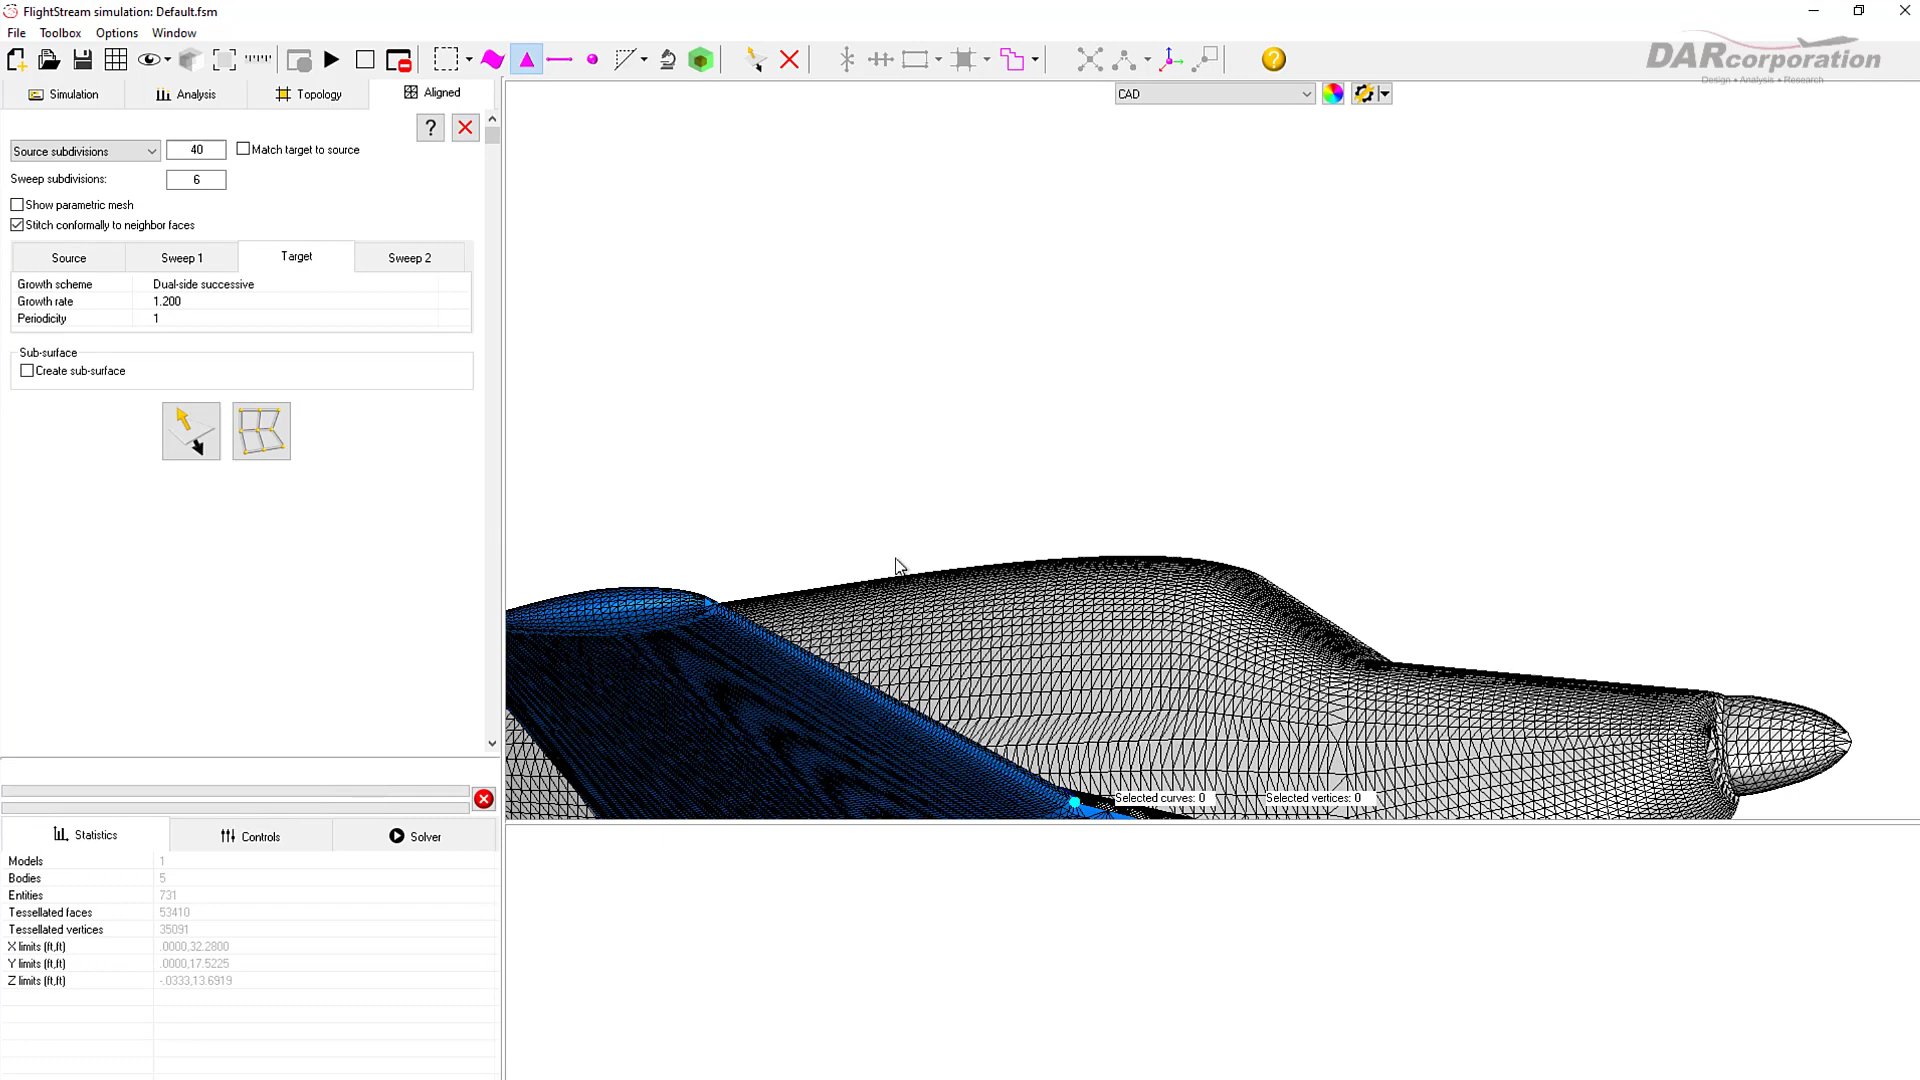 FlightStream simulation: Default.fsm
File Toolbox Options Window
DARcorporation
Design • Analysis • Research
Simulation Analysis Topology Aligned
CAD
?
Source subdivisions 40 Match target to source
Sweep subdivisions: 6
Show parametric mesh
Stitch conformally to neighbor faces
Source Sweep 1 Target Sweep 2
Growth scheme Dual-side successive
Growth rate 1.200
Periodicity 1
Sub-surface
Create sub-surface
Selected curves: 0 Selected vertices: 0
Statistics Controls Solver
Models 1
Bodies 5
Entities 731
Tessellated faces 53410
Tessellated vertices 35091
X limits (ft,ft) .0000,32.2800
Y limits (ft,ft) .0000,17.5225
Z limits (ft,ft) -.0333,13.6919